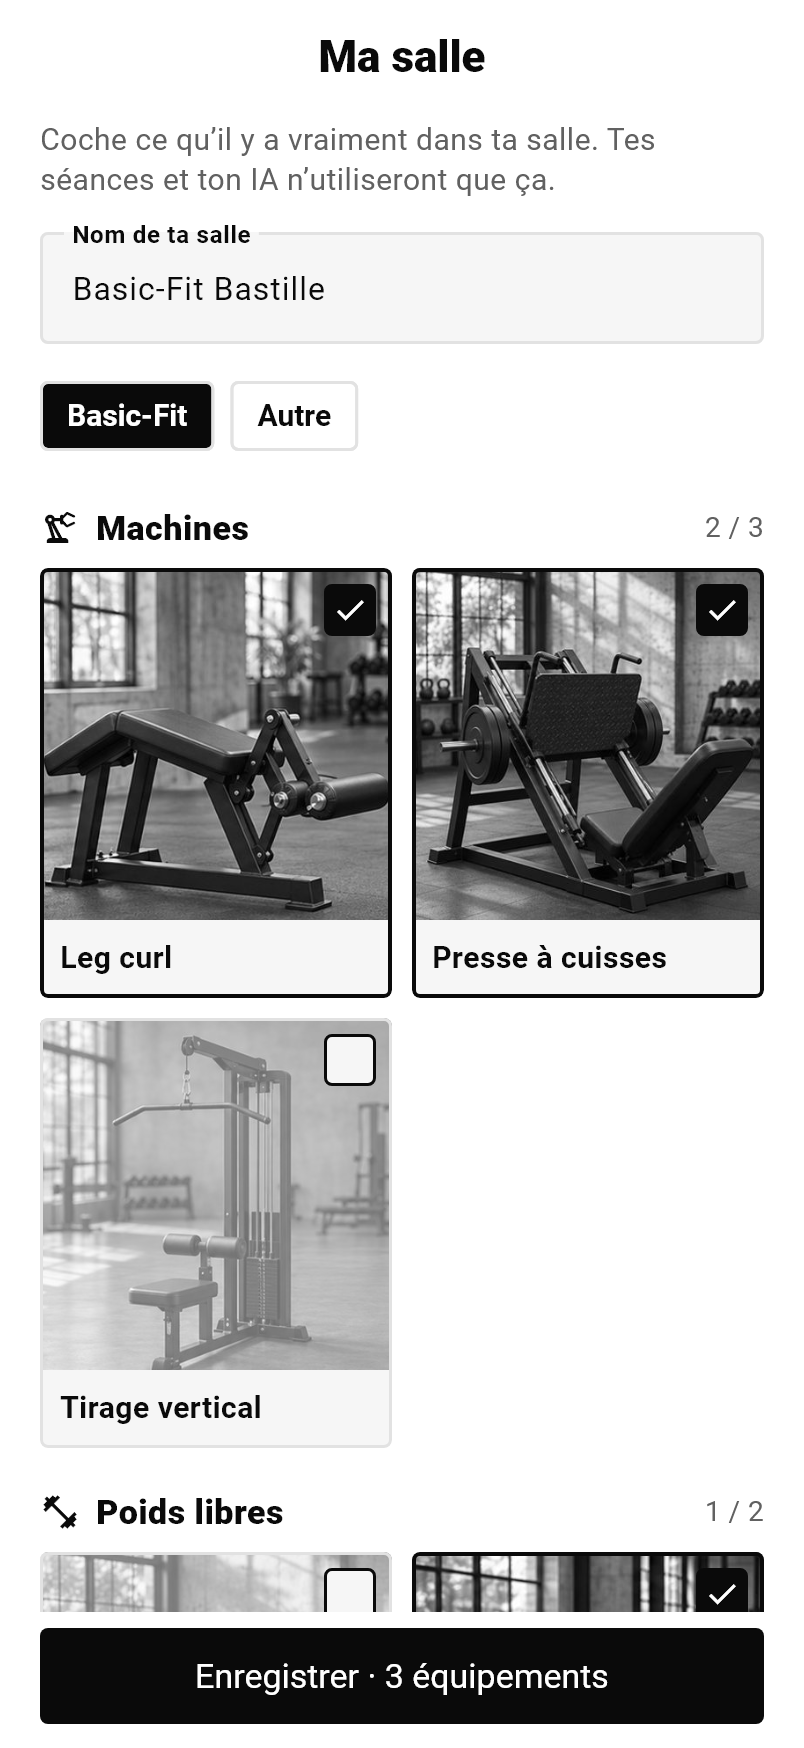 Ma salle
Coche ce qu’il y a vraiment dans ta salle. Tes
séances et ton IA n’utiliseront que ça.
Nom de ta salle
Basic-Fit Bastille
Basic-Fit
Autre
Machines
2 / 3
Leg curl
Presse à cuisses
Tirage vertical
Poids libres
1 / 2
Enregistrer · 3 équipements